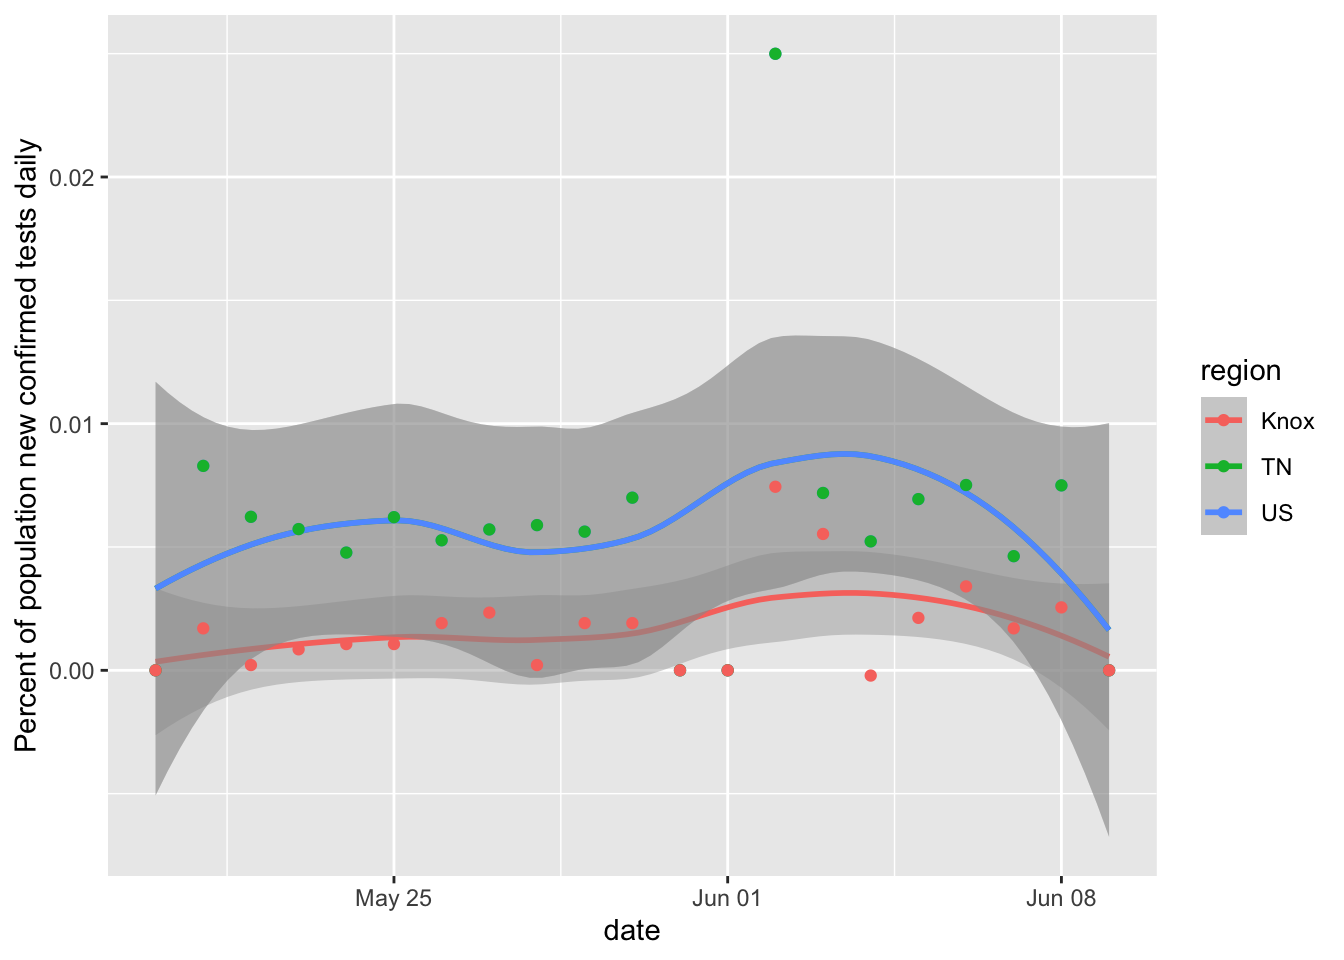 Percent of population new confirmed tests daily
0.02
0.01
0.00
May 25
Jun 01
Jun 08
date
region
Knox
TN
US